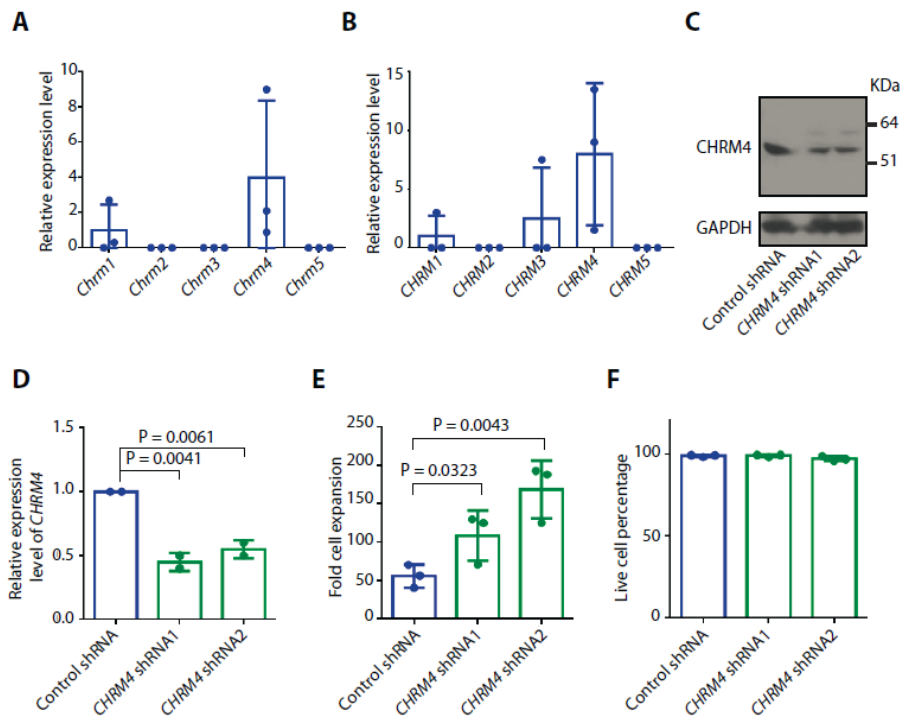 A
Relative expression level
10
8
6
4
2
0
Chrm1
Chrm2
Chrm3
Chrm4
Chrm5
B
Relative expression level
15
10
5
0
CHRM1
CHRM2
CHRM3
CHRM4
CHRM5
C
KDa
CHRM4
64
51
GAPDH
Control shRNA
CHRM4 shRNA1
CHRM4 shRNA2
D
Relative expression
level of CHRM4
1.5
1.0
0.5
0.0
P = 0.0061
P = 0.0041
Control shRNA
CHRM4 shRNA1
CHRM4 shRNA2
E
Fold cell expansion
250
200
150
100
50
0
P = 0.0043
P = 0.0323
Control shRNA
CHRM4 shRNA1
CHRM4 shRNA2
F
Live cell percentage
100
50
0
Control shRNA
CHRM4 shRNA1
CHRM4 shRNA2